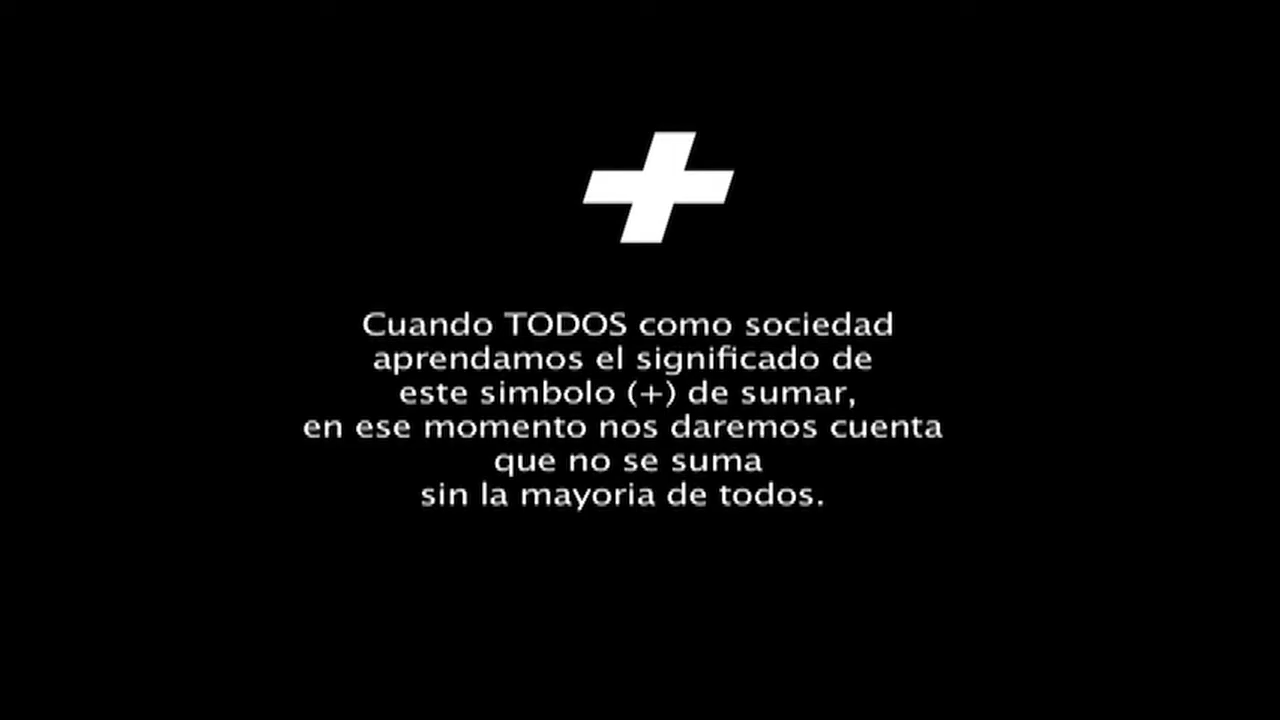 Cuando TODOS como sociedad
aprendamos el significado de
este simbolo (+) de sumar,
en ese momento nos daremos cuenta
que no se suma
sin la mayoria de todos.